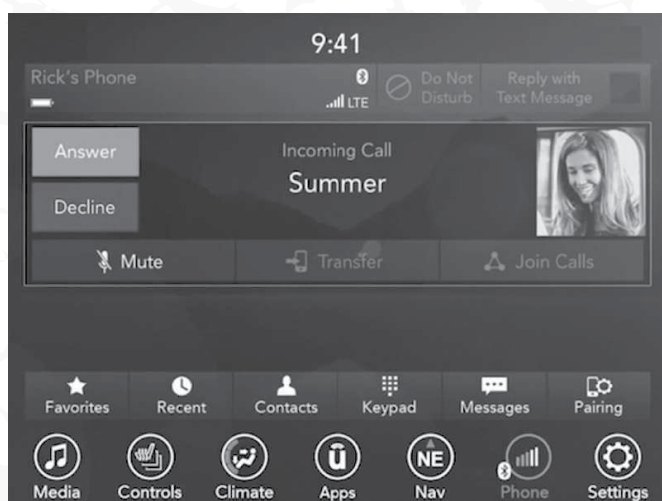 9:41
Rick's Phone
LTE
Do Not
Disturb
Reply with
Text Message
Answer
Incoming Call
Summer
Decline
Mute
Transfer
Join Calls
Favorites
Recent
Contacts
Keypad
Messages
Pairing
ū
NE
Media
Controls
Climate
Apps
Nav
Phone
Settings